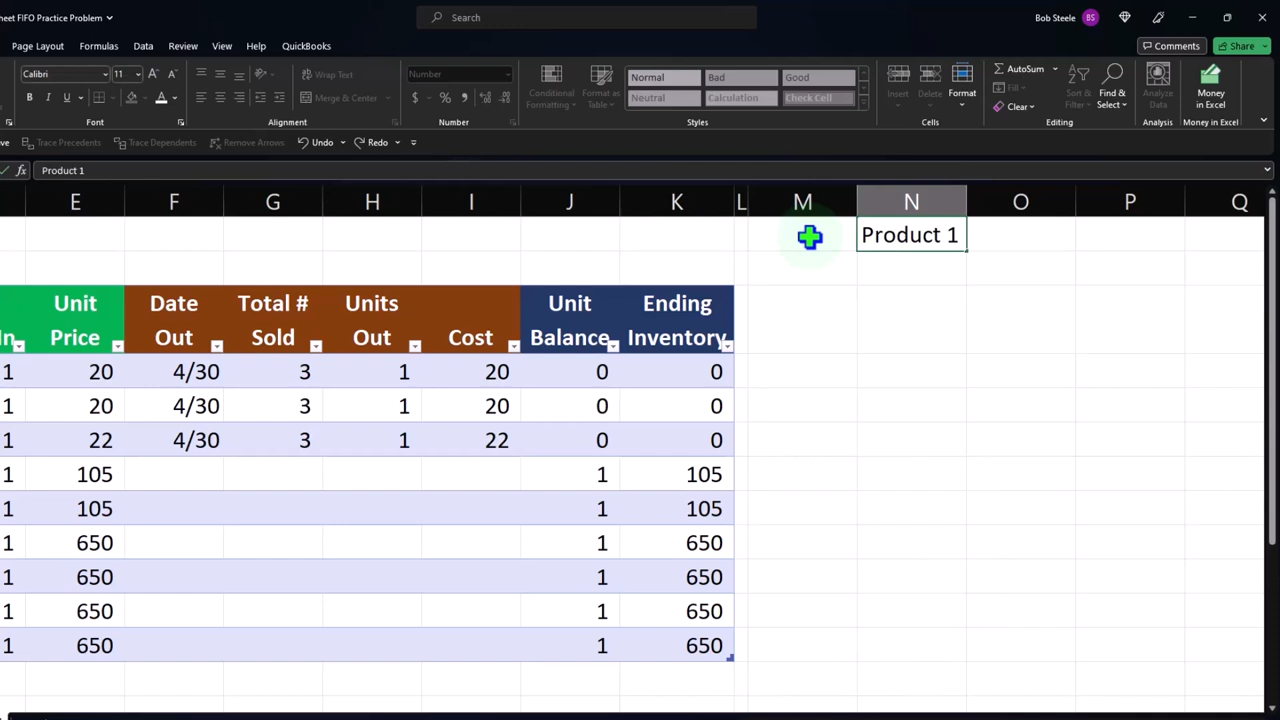 sheet FIFO Practice Problem
Search
Bob Steele BS
Page Layout Formulas Data Review View Help QuickBooks
Comments Share
Calibri 11 Wrap Text Number
Normal Bad Good
AutoSum
Fill
Clear
B I U Merge & Center $ % Neutral Calculation Check Cell
Conditional Formatting Format as Table
Insert Delete Format
Sort & Filter Find & Select
Analyze Data
Money in Excel
Font Alignment Number Styles Cells Editing Analysis Money in Excel
Trace Precedents Trace Dependents Remove Arrows Undo Redo
fx Product 1
E F G H I J K L M N O P Q
Product 1
Unit Date Total # Units Unit Ending
In Price Out Sold Out Cost Balance Inventory
1 20 4/30 3 1 20 0 0
1 20 4/30 3 1 20 0 0
1 22 4/30 3 1 22 0 0
1 105 1 105
1 105 1 105
1 650 1 650
1 650 1 650
1 650 1 650
1 650 1 650